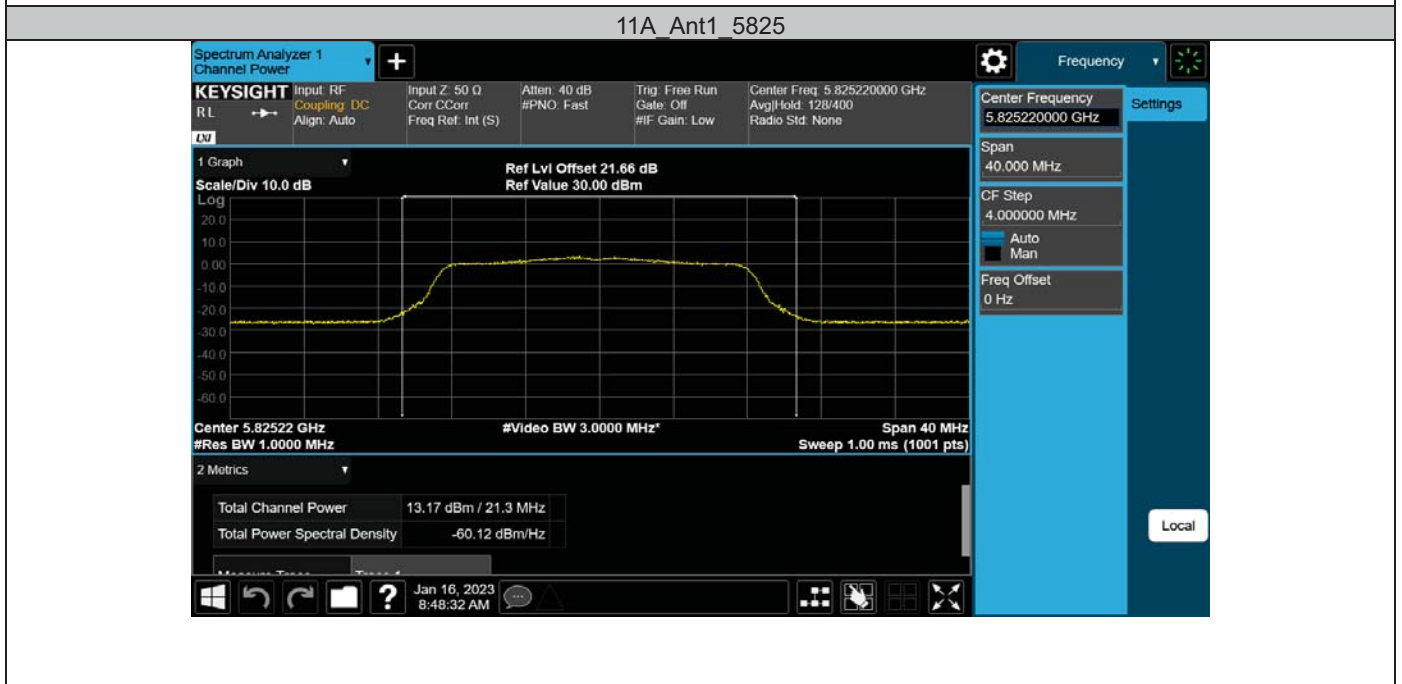 11A_Ant1_5825
Spectrum Analyzer 1
Channel Power
+
Frequency
KEYSIGHT
RL
LXI
Input: RF
Coupling: DC
Align: Auto
Input Z: 50 Ω
Corr CCorr
Freq Ref: Int (S)
Atten: 40 dB
#PNO: Fast
Trig: Free Run
Gate: Off
#IF Gain: Low
Center Freq: 5.825220000 GHz
Avg|Hold: 128/400
Radio Std: None
Center Frequency
5.825220000 GHz
Settings
Span
40.000 MHz
CF Step
4.000000 MHz
Auto
Man
Freq Offset
0 Hz
1 Graph
Scale/Div 10.0 dB
Ref Lvl Offset 21.66 dB
Ref Value 30.00 dBm
Log
20.0
10.0
0.00
-10.0
-20.0
-30.0
-40.0
-50.0
-60.0
Center 5.82522 GHz
#Video BW 3.0000 MHz*
Span 40 MHz
#Res BW 1.0000 MHz
Sweep 1.00 ms (1001 pts)
2 Metrics
Total Channel Power 13.17 dBm / 21.3 MHz
Total Power Spectral Density -60.12 dBm/Hz
Local
?
Jan 16, 2023
8:48:32 AM